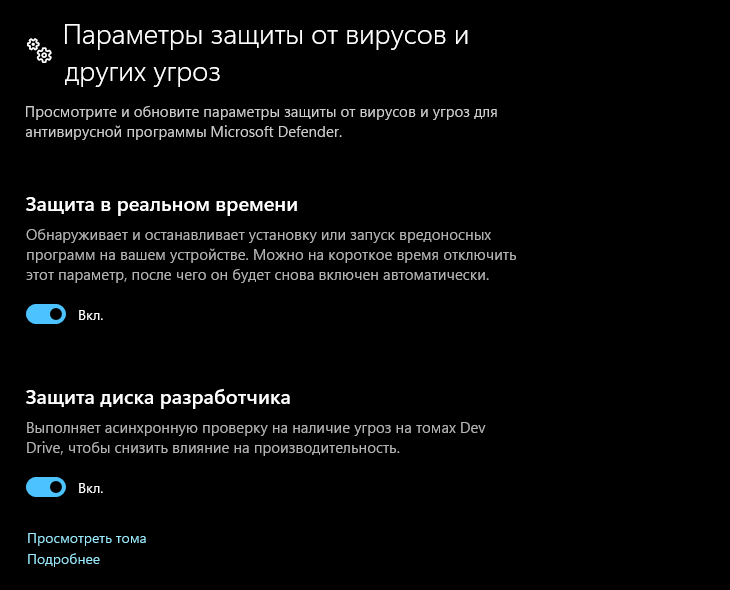 Параметры защиты от вирусов и
других угроз
Просмотрите и обновите параметры защиты от вирусов и угроз для
антивирусной программы Microsoft Defender.
Защита в реальном времени
Обнаруживает и останавливает установку или запуск вредоносных
программ на вашем устройстве. Можно на короткое время отключить
этот параметр, после чего он будет снова включен автоматически.
Вкл.
Защита диска разработчика
Выполняет асинхронную проверку на наличие угроз на томах Dev
Drive, чтобы снизить влияние на производительность.
Вкл.
Просмотреть тома
Подробнее